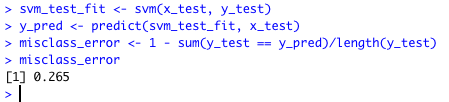 > svm_test_fit <- svm(x_test, y_test)
> y_pred <- predict(svm_test_fit, x_test)
> misclass_error <- 1 - sum(y_test == y_pred)/length(y_test)
> misclass_error
[1] 0.265
>